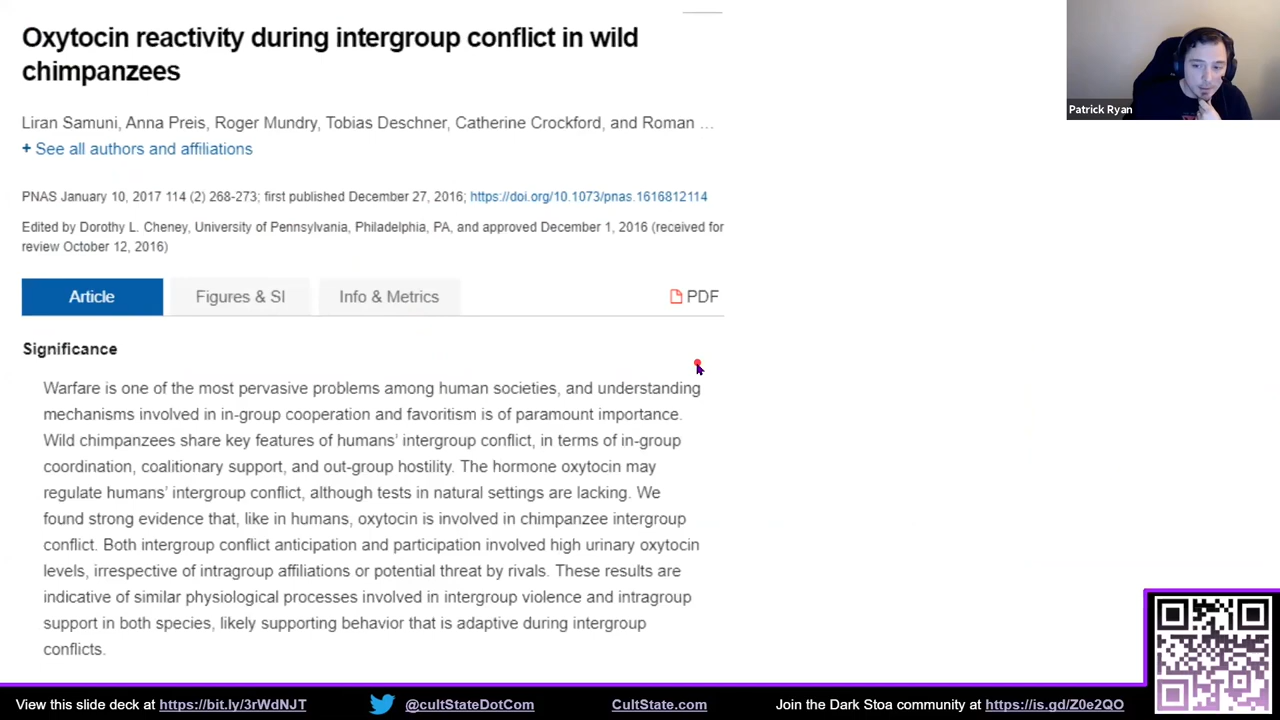 Oxytocin reactivity during intergroup conflict in wild
chimpanzees
Liran Samuni, Anna Preis, Roger Mundry, Tobias Deschner, Catherine Crockford, and Roman ...
+ See all authors and affiliations
PNAS January 10, 2017 114 (2) 268-273; first published December 27, 2016; https://doi.org/10.1073/pnas.1616812114
Edited by Dorothy L. Cheney, University of Pennsylvania, Philadelphia, PA, and approved December 1, 2016 (received for
review October 12, 2016)
Article
Figures & SI
Info & Metrics
PDF
Significance
Warfare is one of the most pervasive problems among human societies, and understanding
mechanisms involved in in-group cooperation and favoritism is of paramount importance.
Wild chimpanzees share key features of humans' intergroup conflict, in terms of in-group
coordination, coalitionary support, and out-group hostility. The hormone oxytocin may
regulate humans' intergroup conflict, although tests in natural settings are lacking. We
found strong evidence that, like in humans, oxytocin is involved in chimpanzee intergroup
conflict. Both intergroup conflict anticipation and participation involved high urinary oxytocin
levels, irrespective of intragroup affiliations or potential threat by rivals. These results are
indicative of similar physiological processes involved in intergroup violence and intragroup
support in both species, likely supporting behavior that is adaptive during intergroup
conflicts.
Patrick Ryan
View this slide deck at https://bit.ly/3rWdNJT
@cultStateDotCom
CultState.com
Join the Dark Stoa community at https://is.gd/Z0e2QO